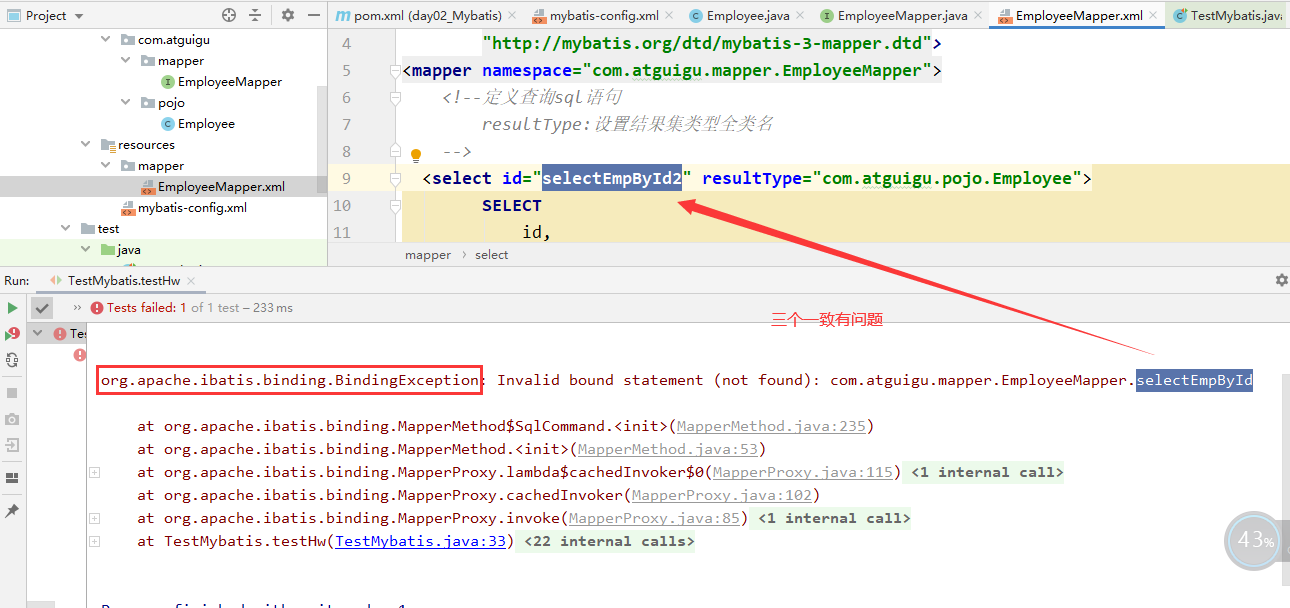 Project
pom.xml (day02_Mybatis)
mybatis-config.xml
Employee.java
EmployeeMapper.java
EmployeeMapper.xml
TestMybatis.java
com.atguigu
mapper
EmployeeMapper
pojo
Employee
resources
mapper
EmployeeMapper.xml
mybatis-config.xml
test
java
4 "http://mybatis.org/dtd/mybatis-3-mapper.dtd">
5 <mapper namespace="com.atguigu.mapper.EmployeeMapper">
6 <!--定义查询sql语句
7 resultType:设置结果集类型全类名
8 -->
9 <select id="selectEmpById2" resultType="com.atguigu.pojo.Employee">
10 SELECT
11 id,
mapper › select
Run: TestMybatis.testHw
» Tests failed: 1 of 1 test – 233 ms
Tes
三个一致有问题
org.apache.ibatis.binding.BindingException: Invalid bound statement (not found): com.atguigu.mapper.EmployeeMapper.selectEmpById
at org.apache.ibatis.binding.MapperMethod$SqlCommand.<init>(MapperMethod.java:235)
at org.apache.ibatis.binding.MapperMethod.<init>(MapperMethod.java:53)
at org.apache.ibatis.binding.MapperProxy.lambda$cachedInvoker$0(MapperProxy.java:115) <1 internal call>
at org.apache.ibatis.binding.MapperProxy.cachedInvoker(MapperProxy.java:102)
at org.apache.ibatis.binding.MapperProxy.invoke(MapperProxy.java:85) <1 internal call>
at TestMybatis.testHw(TestMybatis.java:33) <22 internal calls>
43%